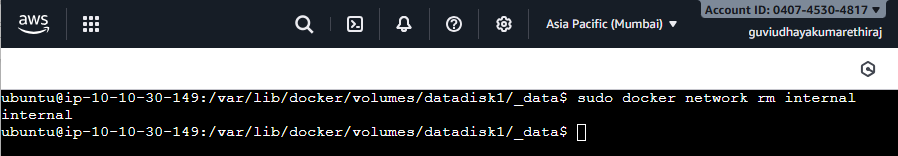 aws
Asia Pacific (Mumbai) ▼
Account ID: 0407-4530-4817 ▼
guviudhayakumarethiraj
ubuntu@ip-10-10-30-149:/var/lib/docker/volumes/datadisk1/_data$ sudo docker network rm internal
internal
ubuntu@ip-10-10-30-149:/var/lib/docker/volumes/datadisk1/_data$